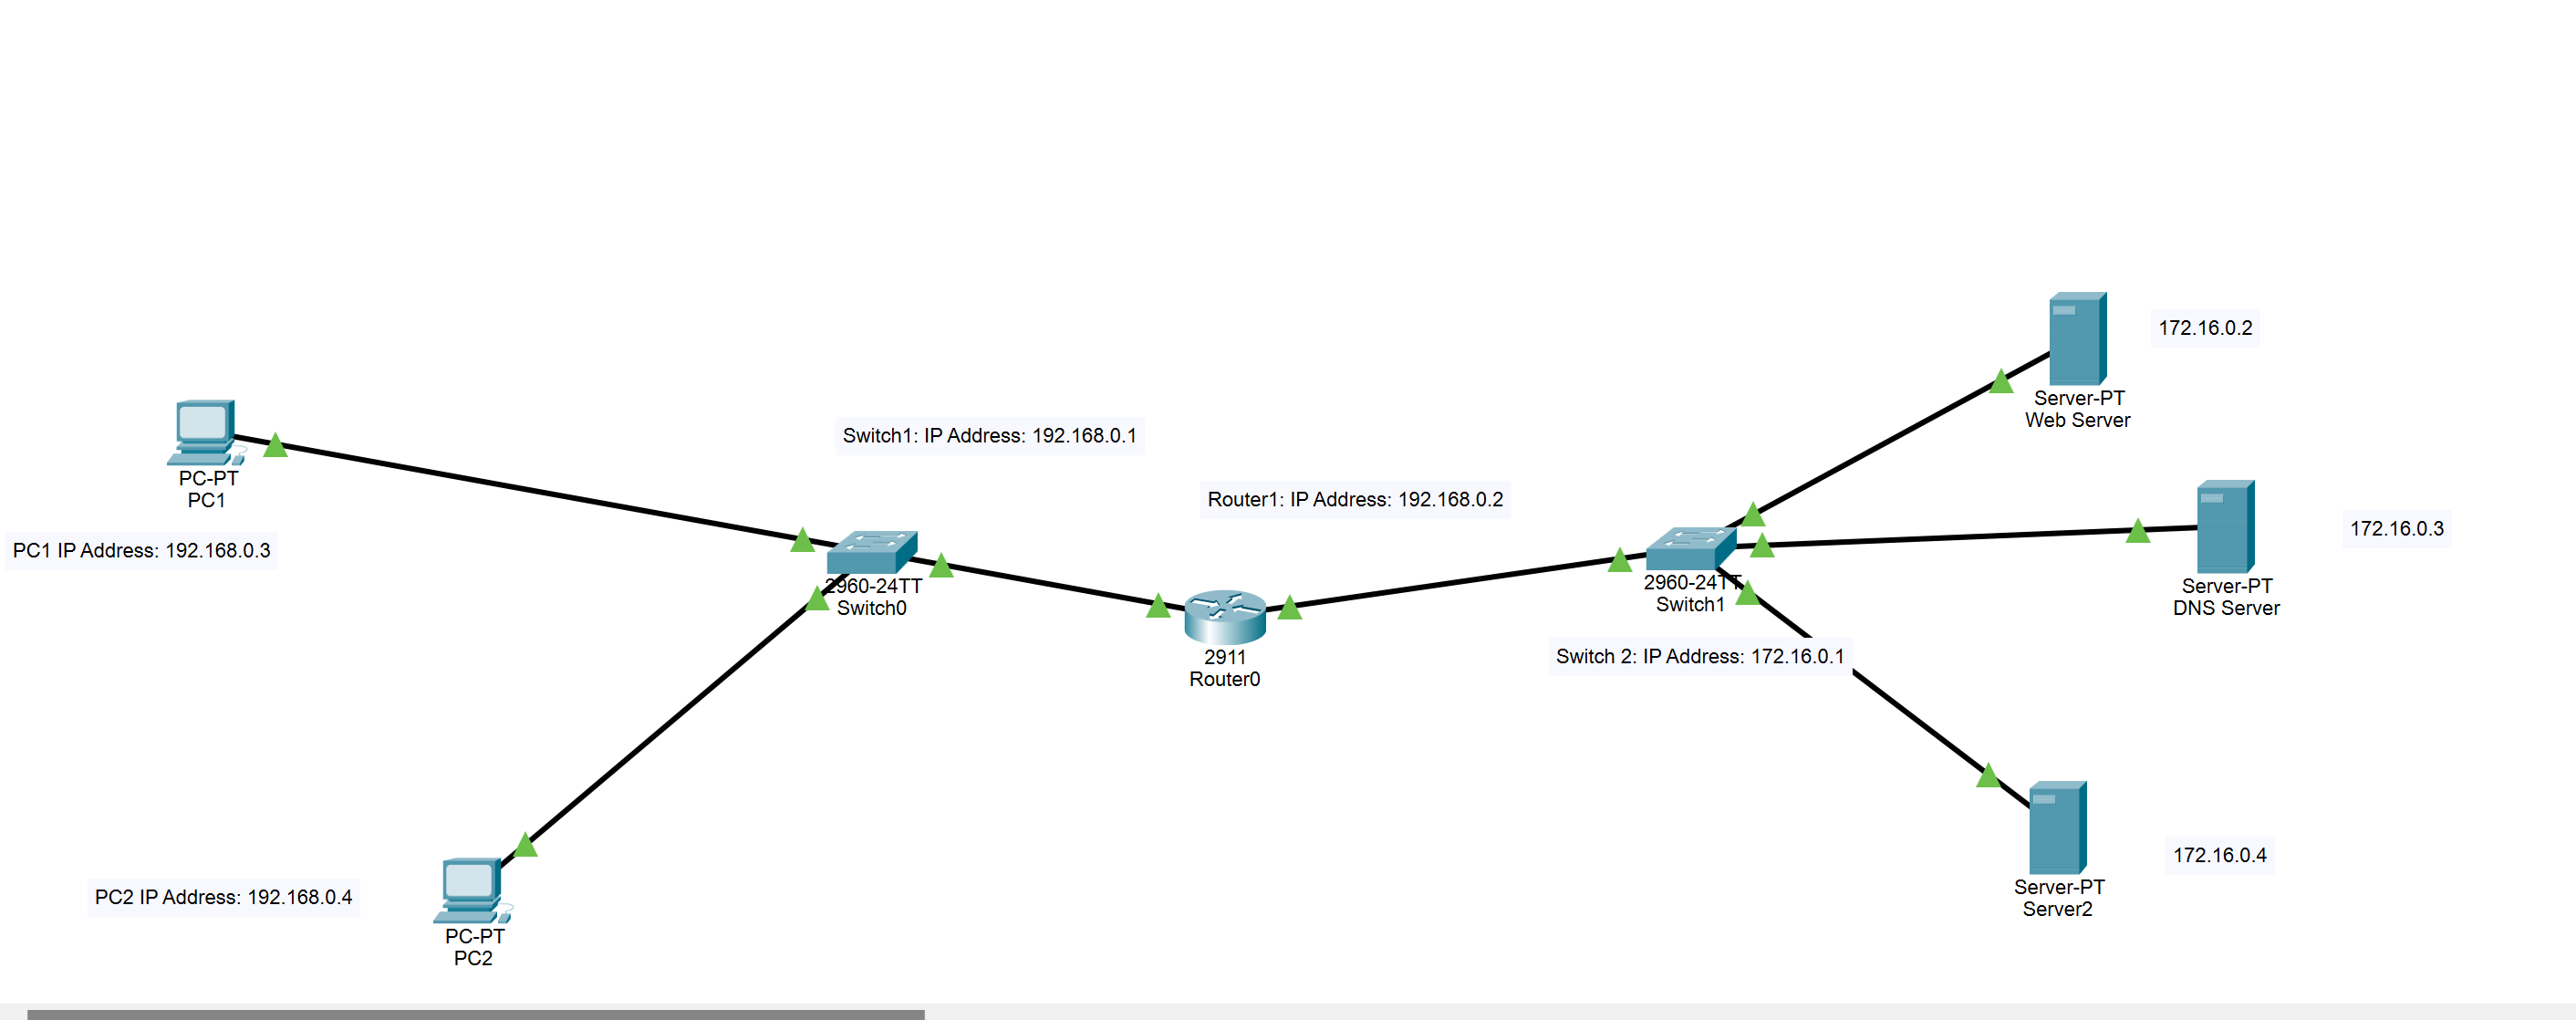 172.16.0.2
Server-PT
Web Server
PC-PT
PC1
Switch1: IP Address: 192.168.0.1
Router1: IP Address: 192.168.0.2
172.16.0.3
PC1 IP Address: 192.168.0.3
2960-24TT
Switch0
2960-24TT
Switch1
Server-PT
DNS Server
2911
Router0
Switch 2: IP Address: 172.16.0.1
172.16.0.4
PC2 IP Address: 192.168.0.4
Server-PT
Server2
PC-PT
PC2